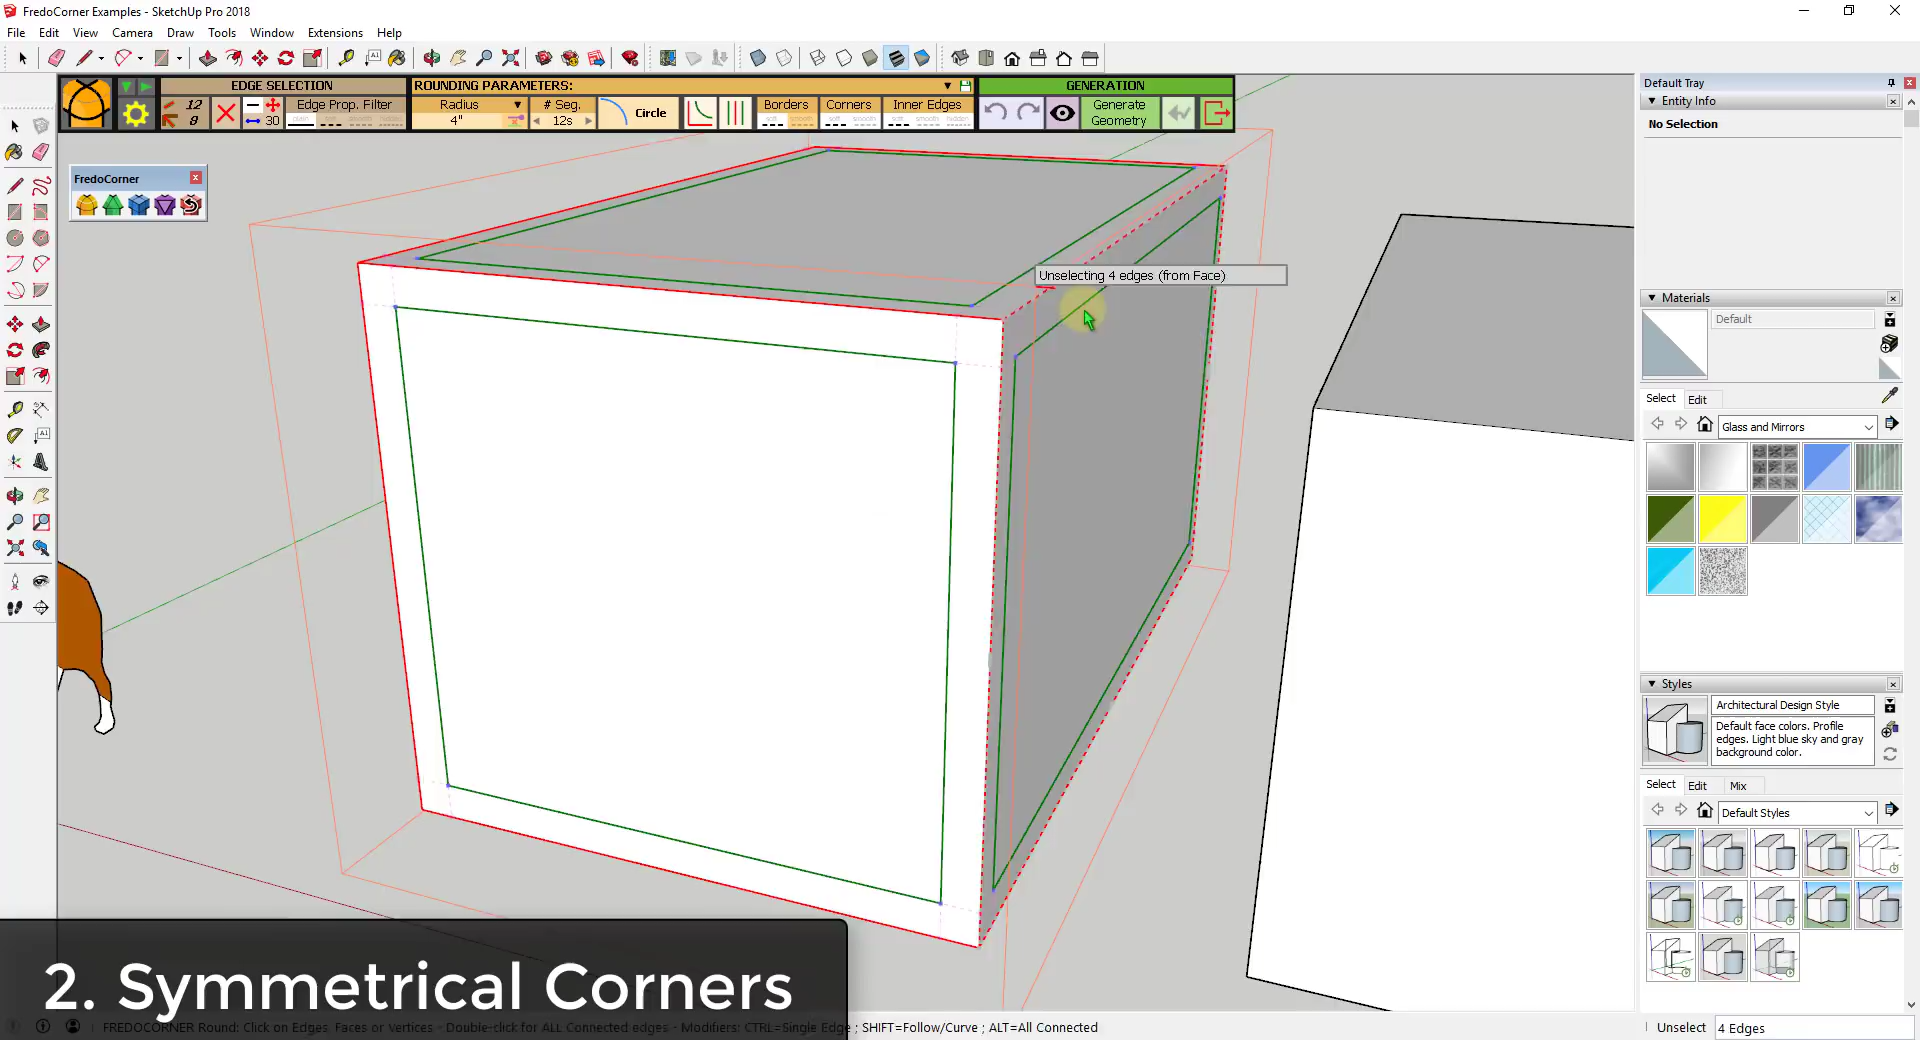 FredoCorner Examples - SketchUp Pro 2018
File Edit View Camera Draw Tools Window Extensions Help
EDGE SELECTION
ROUNDING PARAMETERS:
GENERATION
12
9
30
Edge Prop. Filter
Radius
4"
# Seg.
12s
Circle
Borders
Corners
Inner Edges
Generate
Geometry
FredoCorner
Unselecting 4 edges (from Face)
Default Tray
Entity Info
No Selection
Materials
Default
Select Edit
Glass and Mirrors
Styles
Architectural Design Style
Default face colors. Profile
edges. Light blue sky and gray
background color.
Select Edit Mix
Default Styles
2. Symmetrical Corners
FREDOCORNER Round: Click on Edges, Faces or Vertices - Double-click for ALL Connected edges - Modifiers: CTRL=Single Edge ; SHIFT=Follow/Curve ; ALT=All Connected
Unselect 4 Edges